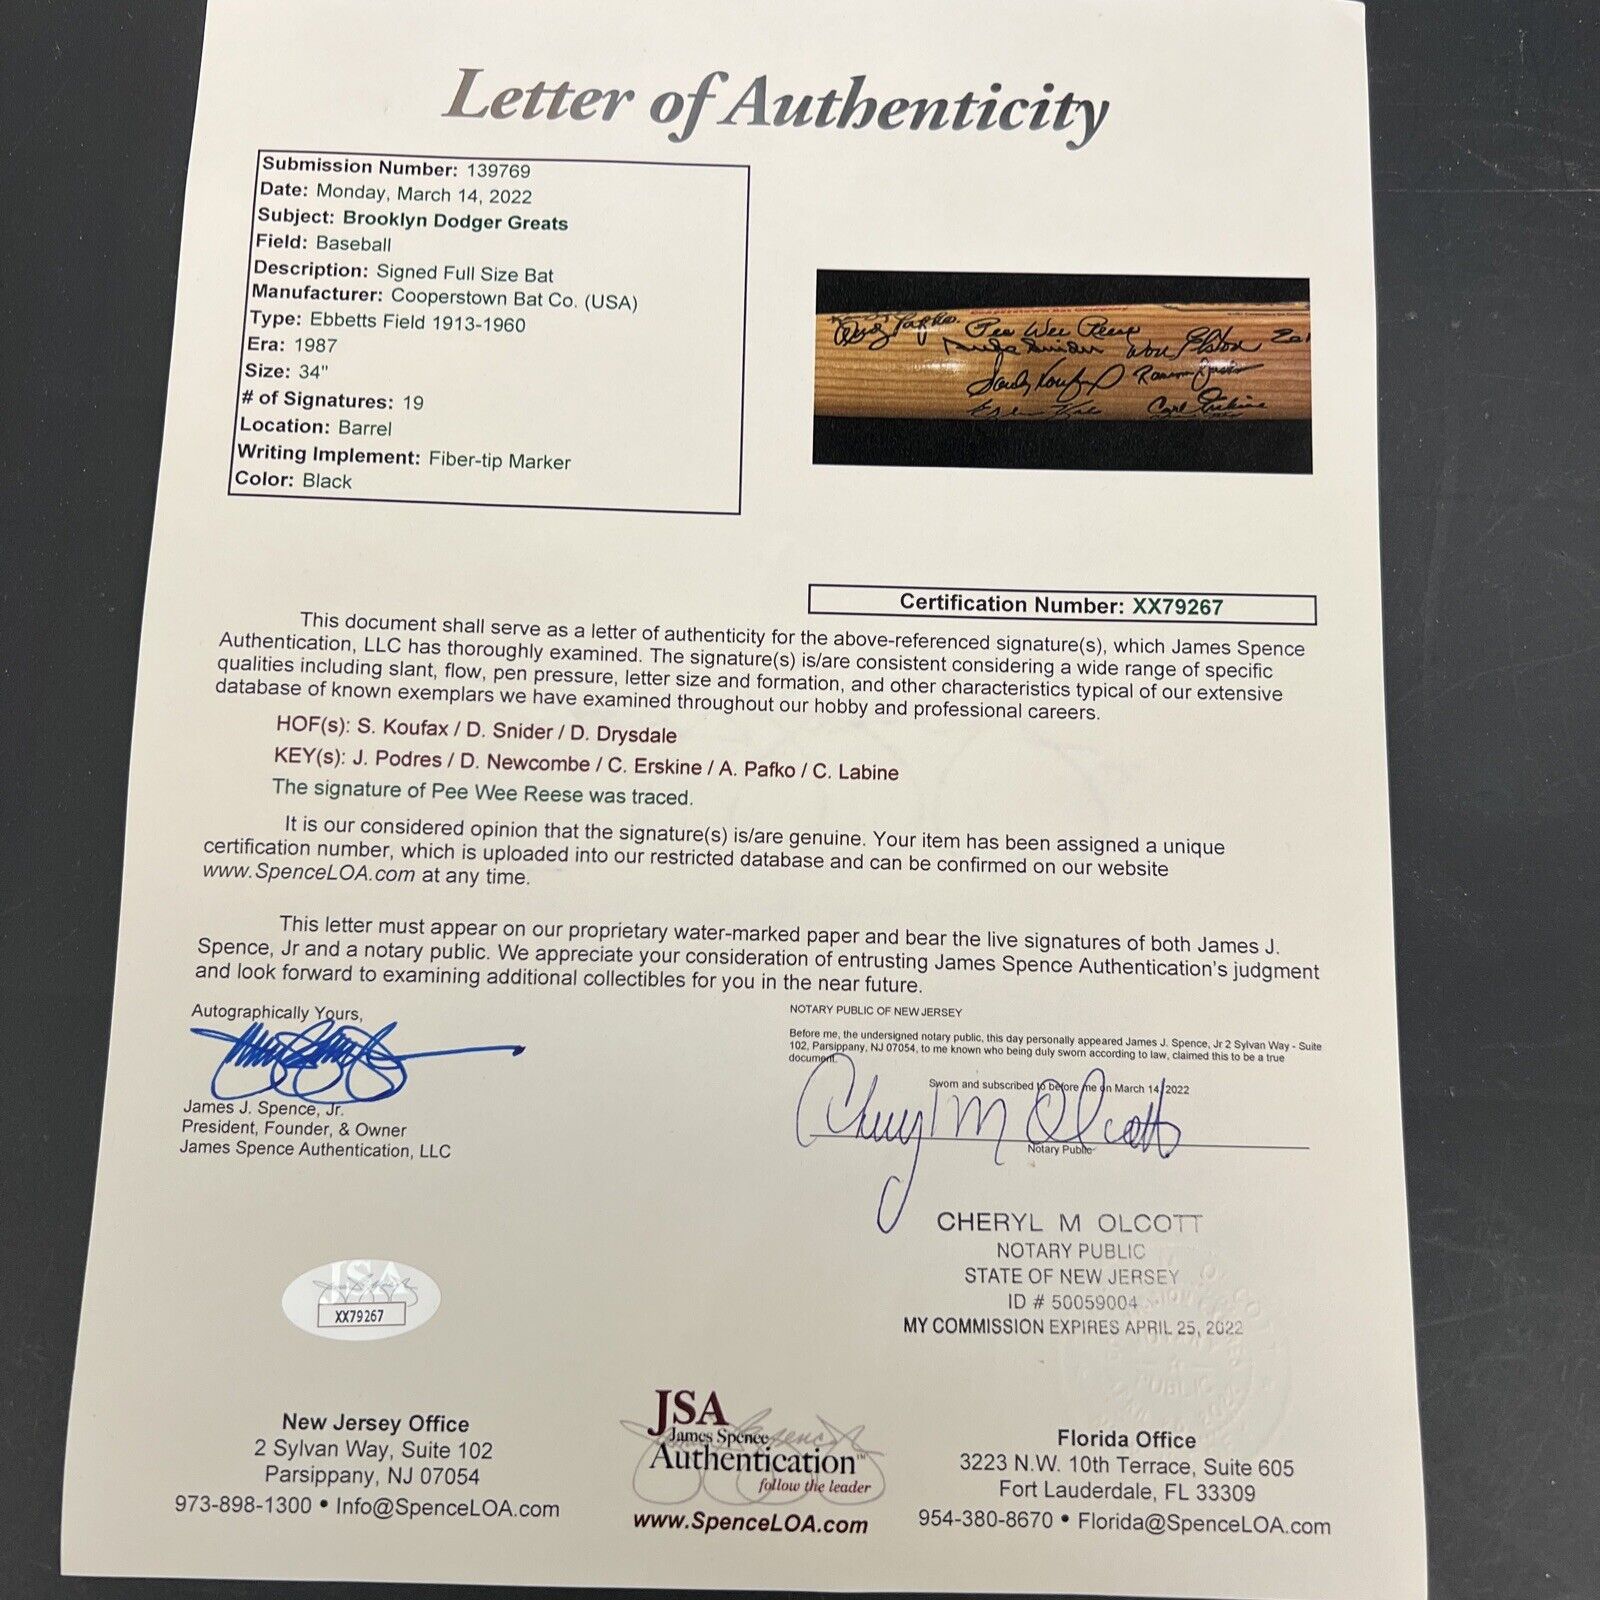 Letter of Authenticity
Submission Number: 139769
Date: Monday, March 14, 2022
Subject: Brooklyn Dodger Greats
Field: Baseball
Description: Signed Full Size Bat
Manufacturer: Cooperstown Bat Co. (USA)
Type: Ebbetts Field 1913-1960
Era: 1987
Size: 34"
# of Signatures: 19
Location: Barrel
Writing Implement: Fiber-tip Marker
Color: Black
Andy Pafko.
Pee Wee Reese
Duke Snider
Don Elston
Sandy Koufax
Carl Erskine
Certification Number: XX79267
This document shall serve as a letter of authenticity for the above-referenced signature(s), which James Spence
Authentication, LLC has thoroughly examined. The signature(s) is/are consistent considering a wide range of specific
qualities including slant, flow, pen pressure, letter size and formation, and other characteristics typical of our extensive
database of known exemplars we have examined throughout our hobby and professional careers.
HOF(s): S. Koufax / D. Snider / D. Drysdale
KEY(s): J. Podres / D. Newcombe / C. Erskine / A. Pafko / C. Labine
The signature of Pee Wee Reese was traced.
It is our considered opinion that the signature(s) is/are genuine. Your item has been assigned a unique
certification number, which is uploaded into our restricted database and can be confirmed on our website
www.SpenceLOA.com at any time.
This letter must appear on our proprietary water-marked paper and bear the live signatures of both James J.
Spence, Jr and a notary public. We appreciate your consideration of entrusting James Spence Authentication's judgment
and look forward to examining additional collectibles for you in the near future.
Autographically Yours,
James J. Spence, Jr.
President, Founder, & Owner
James Spence Authentication, LLC
NOTARY PUBLIC OF NEW JERSEY
Before me, the undersigned notary public, this day personally appeared James J. Spence, Jr 2 Sylvan Way - Suite
102, Parsippany, NJ 07054, to me known who being duly sworn according to law, claimed this to be a true
document.
Sworn and subscribed to before me on March 14, 2022
Cheryl M Olcott
Notary Public
CHERYL M OLCOTT
NOTARY PUBLIC
STATE OF NEW JERSEY
ID # 50059004
MY COMMISSION EXPIRES APRIL 25, 2022
JSA
XX79267
New Jersey Office
2 Sylvan Way, Suite 102
Parsippany, NJ 07054
973-898-1300 • Info@SpenceLOA.com
JSA
James Spence
Authentication™
follow the leader
www.SpenceLOA.com
Florida Office
3223 N.W. 10th Terrace, Suite 605
Fort Lauderdale, FL 33309
954-380-8670 • Florida@SpenceLOA.com